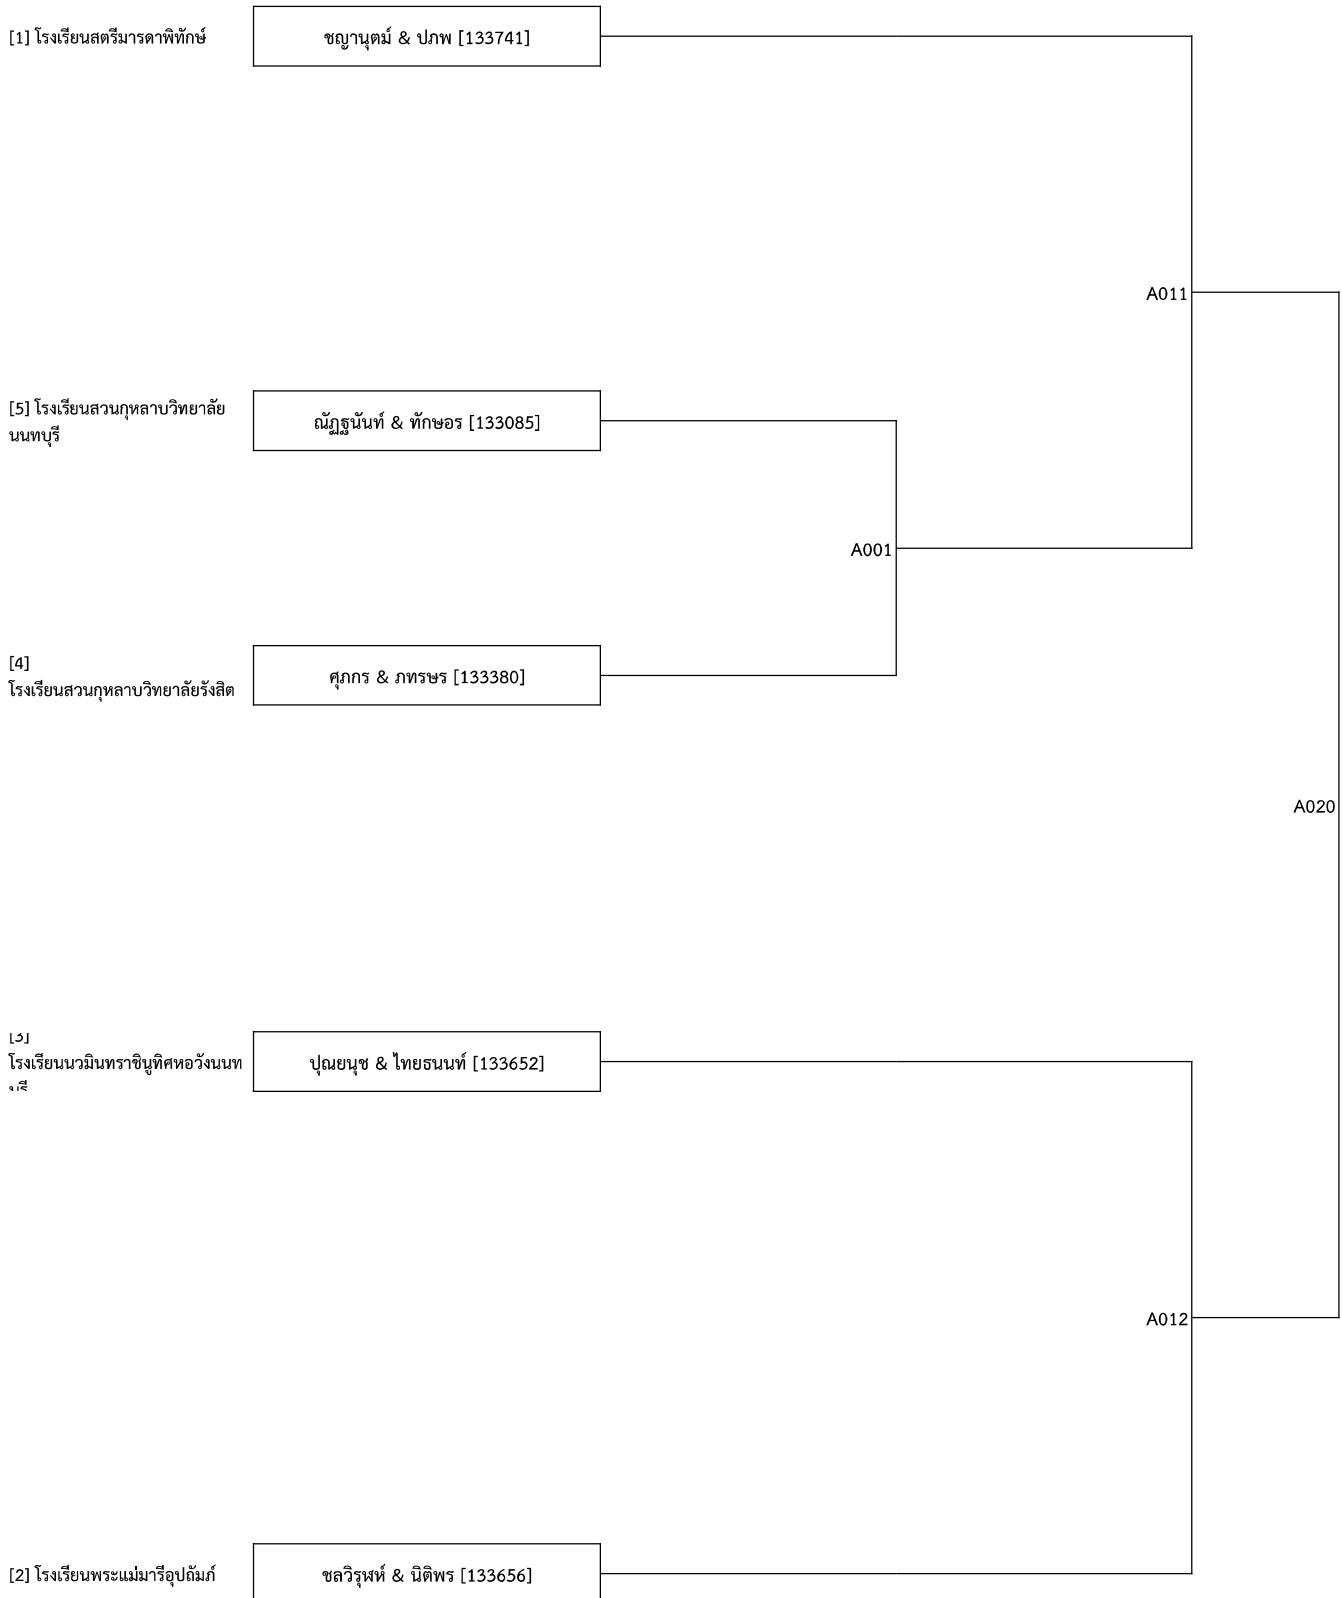 [1] โรงเรียนสตรีมารดาพิทักษ์
ชญานุตม์ & ปภพ [133741]
A011
[5] โรงเรียนสวนกุหลาบวิทยาลัย
นนทบุรี
ณัฏฐนันท์ & ทักษอร [133085]
A001
[4]
โรงเรียนสวนกุหลาบวิทยาลัยรังสิต
ศุภกร & ภทรษร [133380]
A020
[3]
โรงเรียนนวมินทราชินูทิศหอวังนนท
บุรี
ปุณยนุช & ไทยธนนท์ [133652]
A012
[2] โรงเรียนพระแม่มารีอุปถัมภ์
ชลวิรุฬห์ & นิติพร [133656]